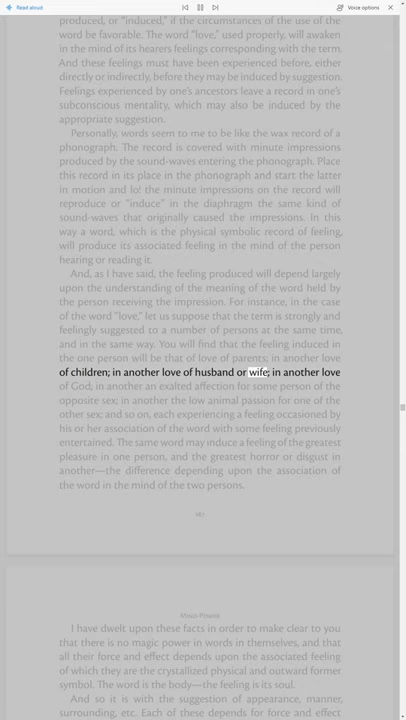 Read aloud
Voice options
produced, or “induced,” if the circumstances of the use of the
word be favorable. The word “love,” used properly, will awaken
in the mind of its hearers feelings corresponding with the term.
And these feelings must have been experienced before, either
directly or indirectly, before they may be induced by suggestion.
Feelings experienced by one’s ancestors leave a record in one’s
subconscious mentality, which may also be induced by the
appropriate suggestion.
Personally, words seem to me to be like the wax record of a
phonograph. The record is covered with minute impressions
produced by the sound-waves entering the phonograph. Place
this record in its place in the phonograph and start the latter
in motion and lo! the minute impressions on the record will
reproduce or “induce” in the diaphragm the same kind of
sound-waves that originally caused the impressions. In this
way a word, which is the physical symbolic record of feeling,
will produce its associated feeling in the mind of the person
hearing or reading it.
And, as I have said, the feeling produced will depend largely
upon the understanding of the meaning of the word held by
the person receiving the impression. For instance, in the case
of the word “love,” let us suppose that the term is strongly and
feelingly suggested to a number of persons at the same time,
and in the same way. You will find that the feeling induced in
the one person will be that of love of parents; in another love
of children; in another love of husband or wife; in another love
of God; in another an exalted affection for some person of the
opposite sex; in another the low animal passion for one of the
other sex; and so on, each experiencing a feeling occasioned by
his or her association of the word with some feeling previously
entertained. The same word may induce a feeling of the greatest
pleasure in one person, and the greatest horror or disgust in
another—the difference depending upon the association of
the word in the mind of the two persons.
Mind-Power
I have dwelt upon these facts in order to make clear to you
that there is no magic power in words in themselves, and that
all their force and effect depends upon the associated feeling
of which they are the crystallized physical and outward former
symbol. The word is the body—the feeling is its soul.
And so it is with the suggestion of appearance, manner,
surrounding, etc. Each of these depends for force and effect